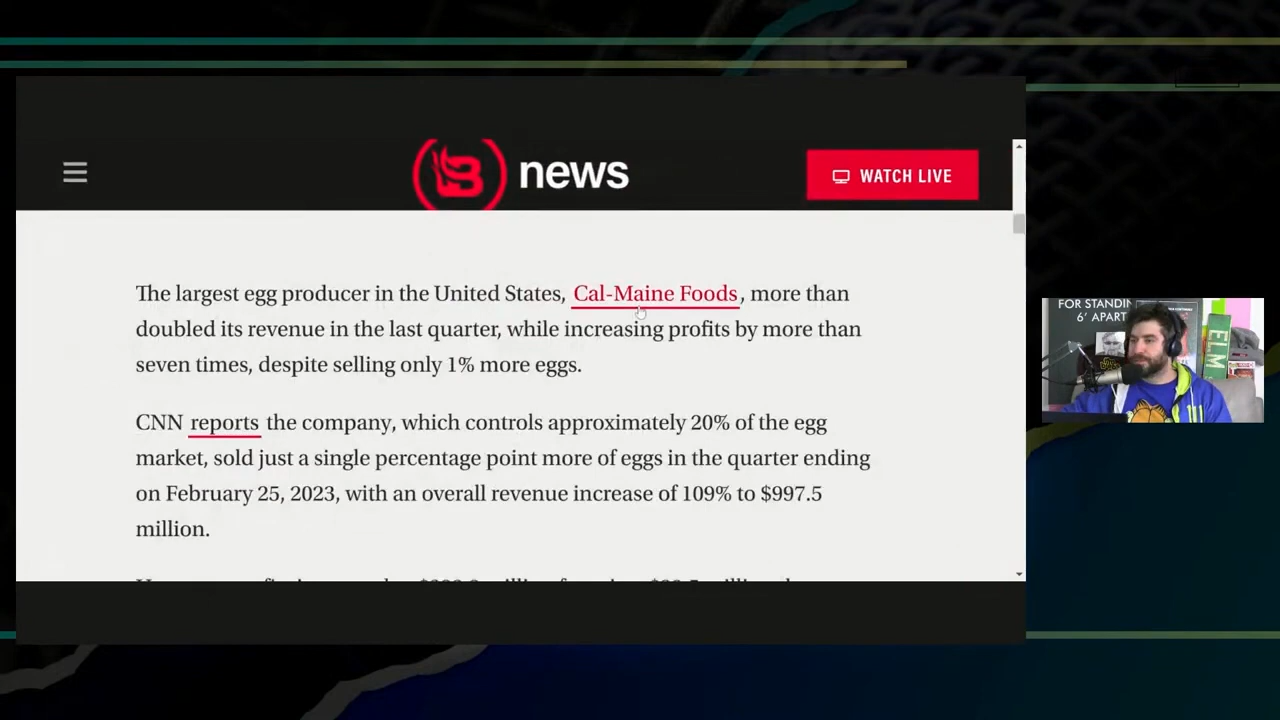 news
WATCH LIVE
The largest egg producer in the United States, Cal-Maine Foods, more than
doubled its revenue in the last quarter, while increasing profits by more than
seven times, despite selling only 1% more eggs.
CNN reports the company, which controls approximately 20% of the egg
market, sold just a single percentage point more of eggs in the quarter ending
on February 25, 2023, with an overall revenue increase of 109% to $997.5
million.
FOR STANDIN
6' APART
ELM